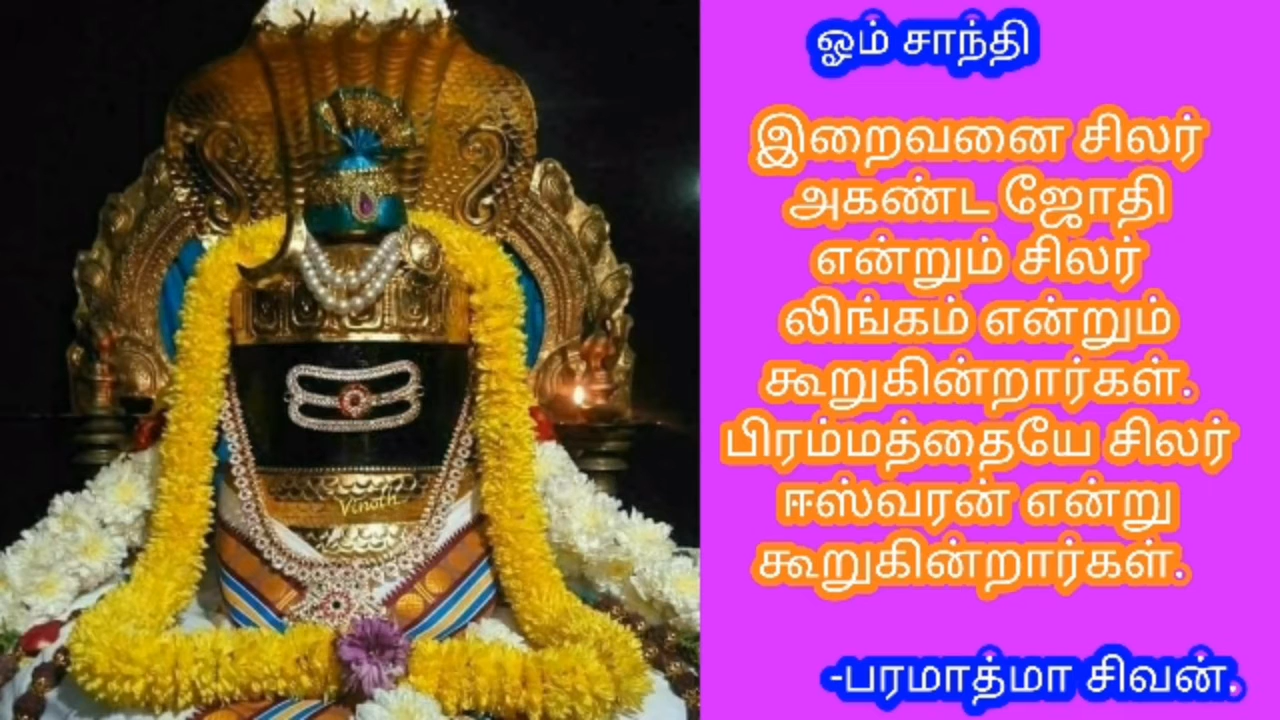 ஓம் சாந்தி
இறைவனை சிலர்
அகண்ட ஜோதி
என்றும் சிலர்
லிங்கம் என்றும்
கூறுகின்றார்கள்.
பிரம்மத்தையே சிலர்
ஈஸ்வரன் என்று
கூறுகின்றார்கள்.
-பரமாத்மா சிவன்.
Vinoth